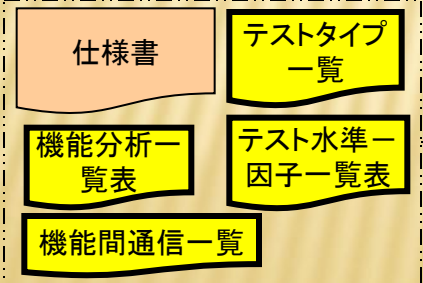 仕様書
テストタイプ
一覧
機能分析一
覧表
テスト水準ー
因子一覧表
機能間通信一覧